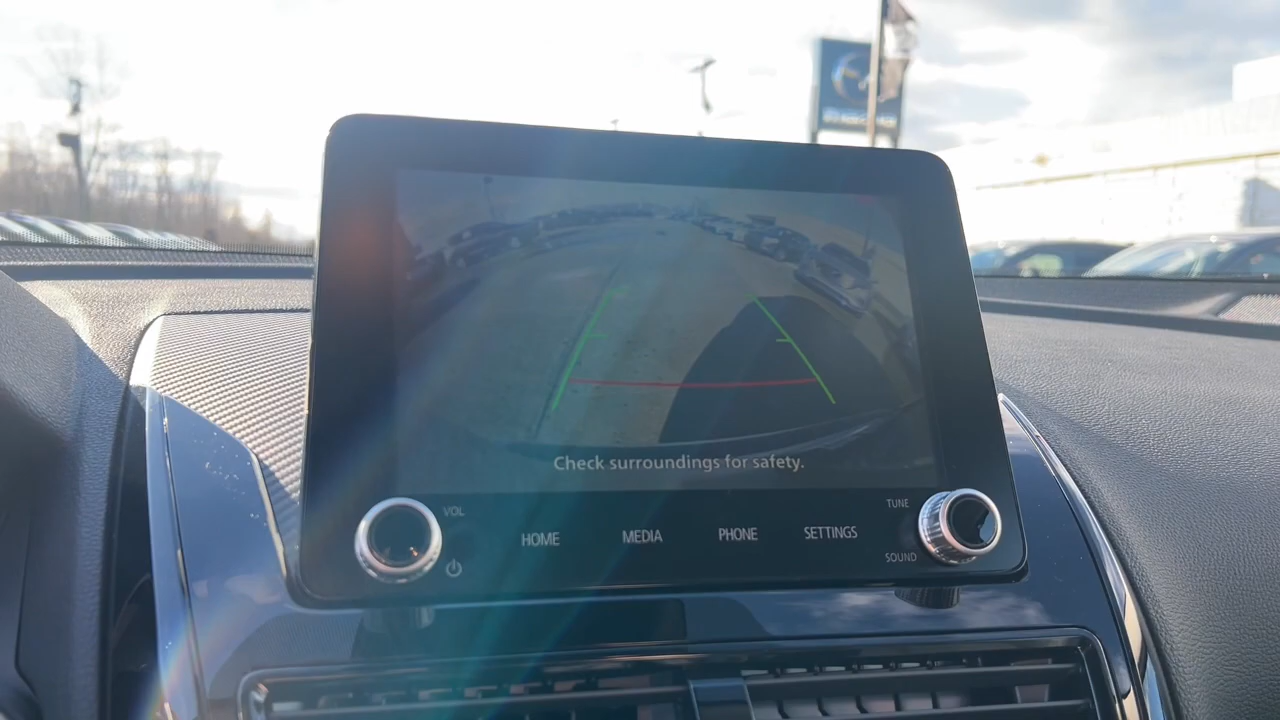 Check surroundings for safety.
VOL
TUNE
HOME
MEDIA
PHONE
SETTINGS
SOUND